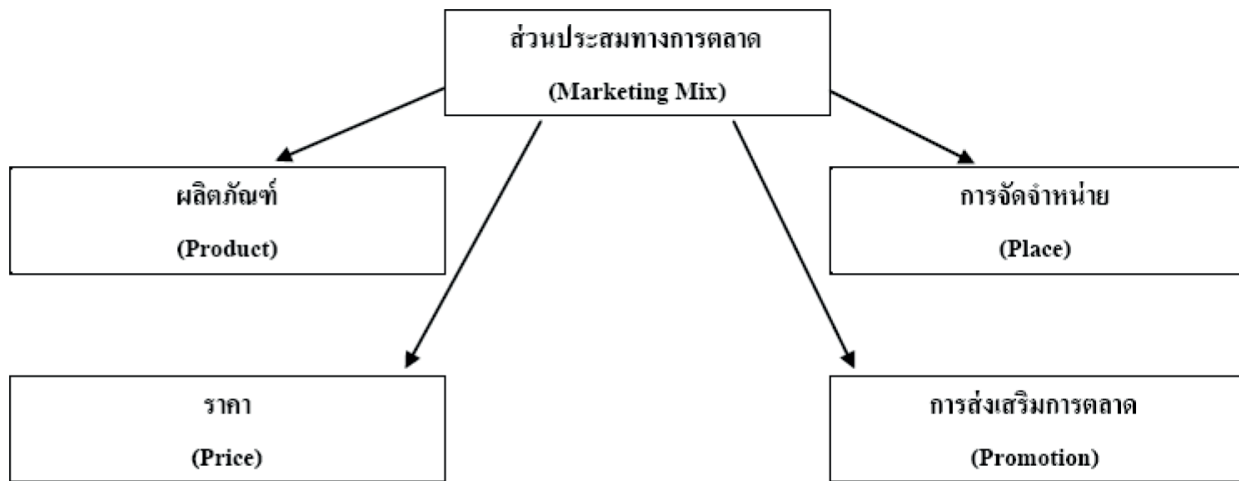 ส่วนประสมทางการตลาด
(Marketing Mix)
ผลิตภัณฑ์
(Product)
การจัดจำหน่าย
(Place)
ราคา
(Price)
การส่งเสริมการตลาด
(Promotion)